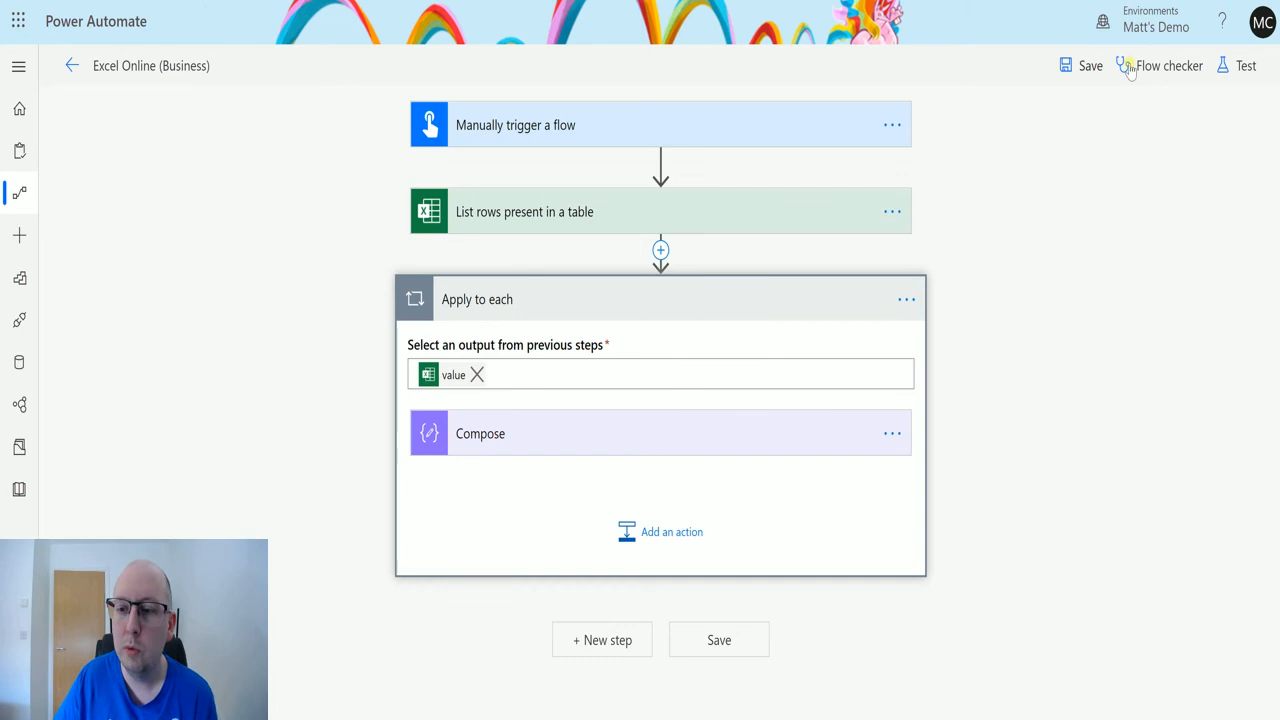 Power Automate
Environments
Matt's Demo
?
MC
Excel Online (Business)
Save
Flow checker
Test
Manually trigger a flow
List rows present in a table
Apply to each
Select an output from previous steps*
value
Compose
Add an action
+ New step
Save